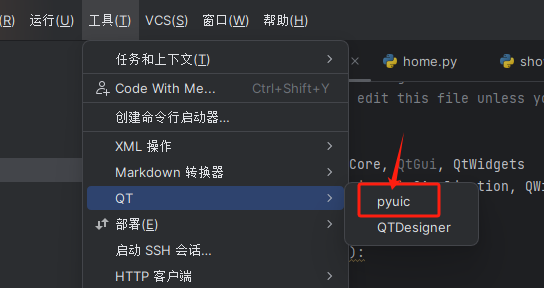 (R) 运行(U) 工具(T) VCS(S) 窗口(W) 帮助(H)
任务和上下文(T)
home.py
sho
Code With Me... Ctrl+Shift+Y
edit this file unless yo
创建命令行启动器...
XML 操作
Core, QtGui, QtWidgets
Markdown 转换器
QT
pyuic
部署(E)
QTDesigner
启动 SSH 会话...
):
HTTP 客户端